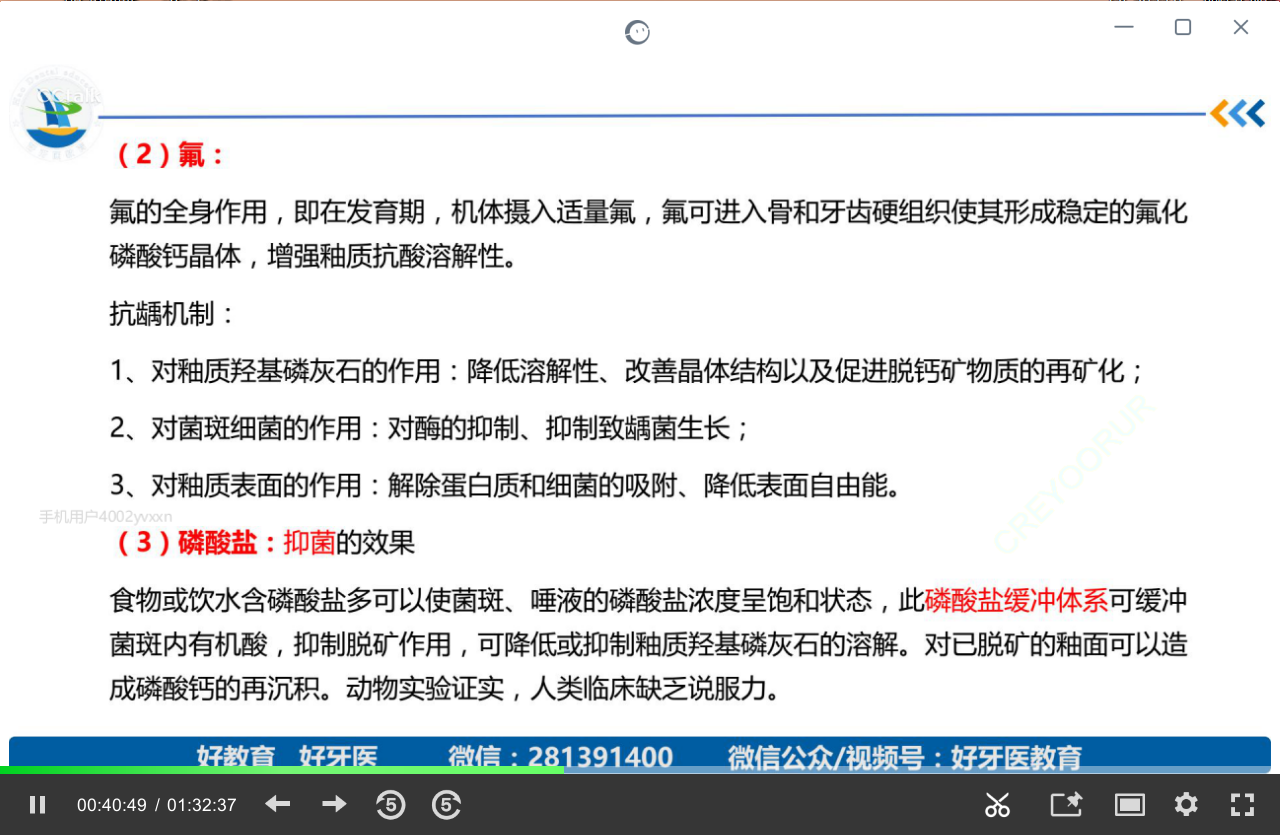 （2）氟：
氟的全身作用，即在发育期，机体摄入适量氟，氟可进入骨和牙齿硬组织使其形成稳定的氟化
磷酸钙晶体，增强釉质抗酸溶解性。
抗龋机制：
1、对釉质羟基磷灰石的作用：降低溶解性、改善晶体结构以及促进脱钙矿物质的再矿化；
2、对菌斑细菌的作用：对酶的抑制、抑制致龋菌生长；
3、对釉质表面的作用：解除蛋白质和细菌的吸附、降低表面自由能。
手机用户4002yvxxn
CREYOORUR
（3）磷酸盐：抑菌的效果
食物或饮水含磷酸盐多可以使菌斑、唾液的磷酸盐浓度呈饱和状态，此磷酸盐缓冲体系可缓冲
菌斑内有机酸，抑制脱矿作用，可降低或抑制釉质羟基磷灰石的溶解。对已脱矿的釉面可以造
成磷酸钙的再沉积。动物实验证实，人类临床缺乏说服力。
好教育 好牙医 微信：281391400 微信公众/视频号：好牙医教育
00:40:49 / 01:32:37
5 5